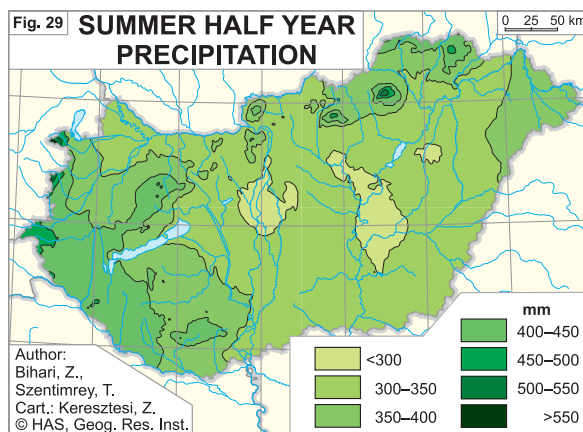 Fig. 29
SUMMER HALF YEAR
PRECIPITATION
0 25 50 km
mm
<300
300–350
350–400
400–450
450–500
500–550
>550
Author:
Bihari, Z.,
Szentimrey, T.
Cart.: Keresztesi, Z.
© HAS, Geog. Res. Inst.